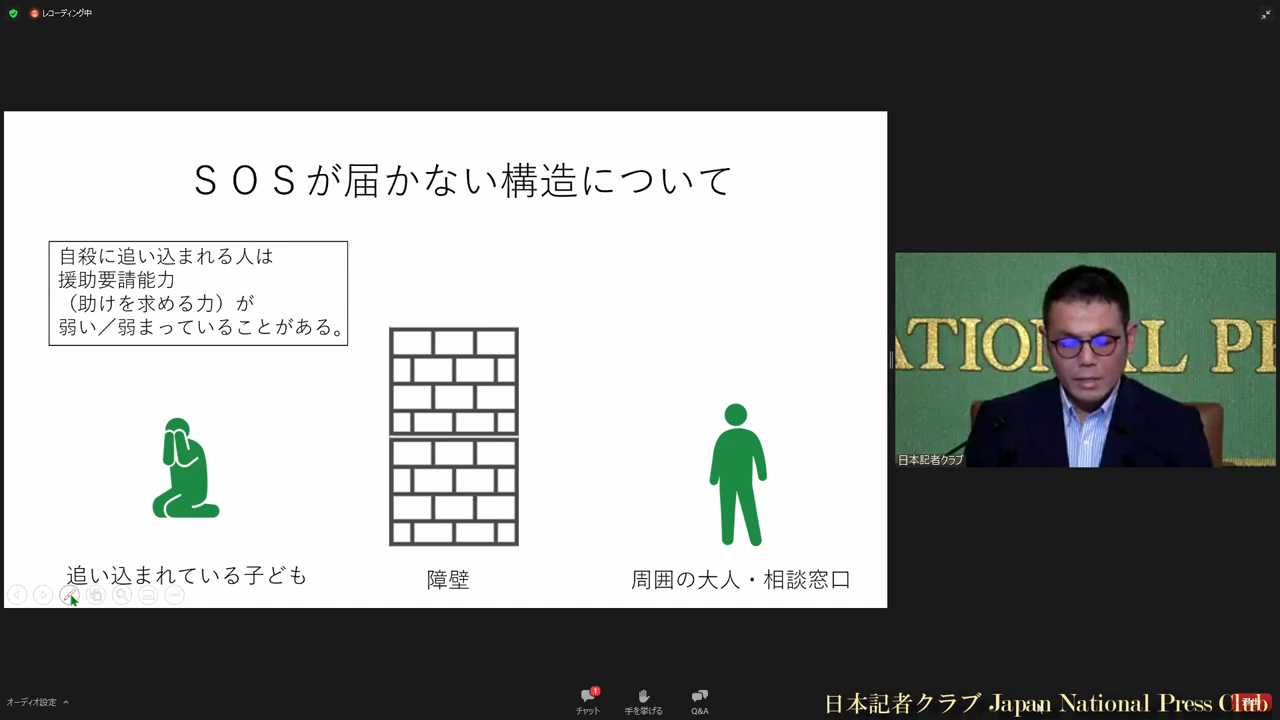 レコーディング中
ＳＯＳが届かない構造について
自殺に追い込まれる人は
援助要請能力
（助けを求める力）が
弱い／弱まっていることがある。
追い込まれている子ども
障壁
周囲の大人・相談窓口
ATIONAL PR
日本記者クラブ
オーディオ設定
チャット
1
手を挙げる
Q&A
日本記者クラブ Japan National Press Club